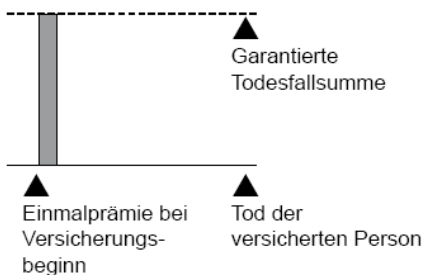 Garantierte
Todesfallsumme
Einmalprämie bei
Versicherungs-
beginn
Tod der
versicherten Person